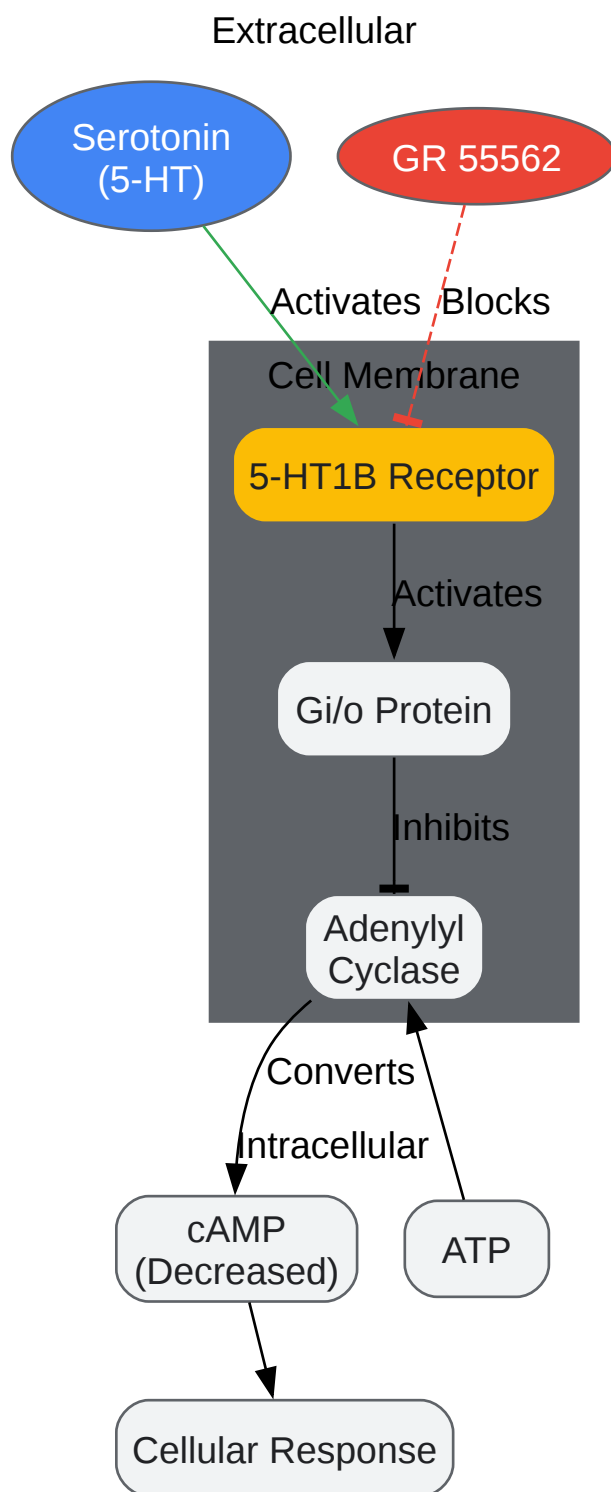 Extracellular
Serotonin
(5-HT)
GR 55562
Activates
Blocks
Cell Membrane
5-HT1B Receptor
Activates
Gi/o Protein
Inhibits
Adenylyl
Cyclase
Converts
Intracellular
cAMP
(Decreased)
ATP
Cellular Response